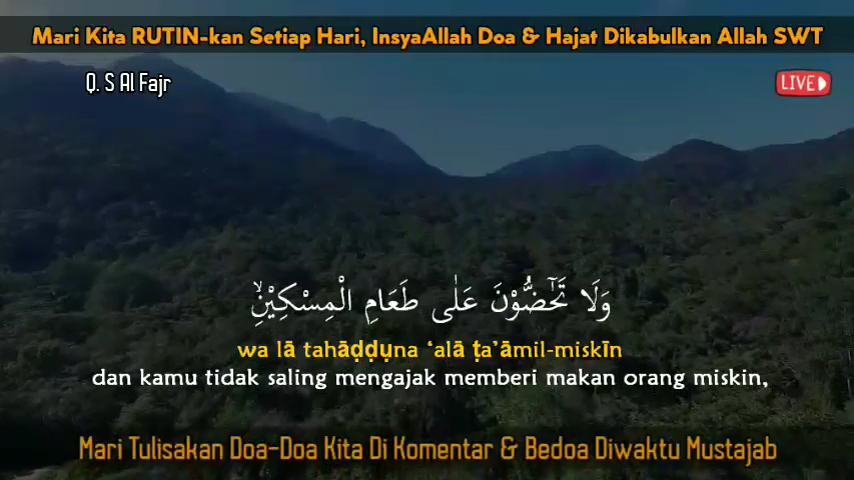 Mari Kita RUTIN-kan Setiap Hari, InsyaAllah Doa & Hajat Dikabulkan Allah SWT
Q. S Al Fajr
LIVE
وَلَا تَحٰۤضُّوْنَ عَلٰى طَعَامِ الْمِسْكِيْنِۙ
wa lā tahāḍḍụna ‘alā ṭa’āmil-miskīn
dan kamu tidak saling mengajak memberi makan orang miskin,
Mari Tulisakan Doa-Doa Kita Di Komentar & Bedoa Diwaktu Mustajab